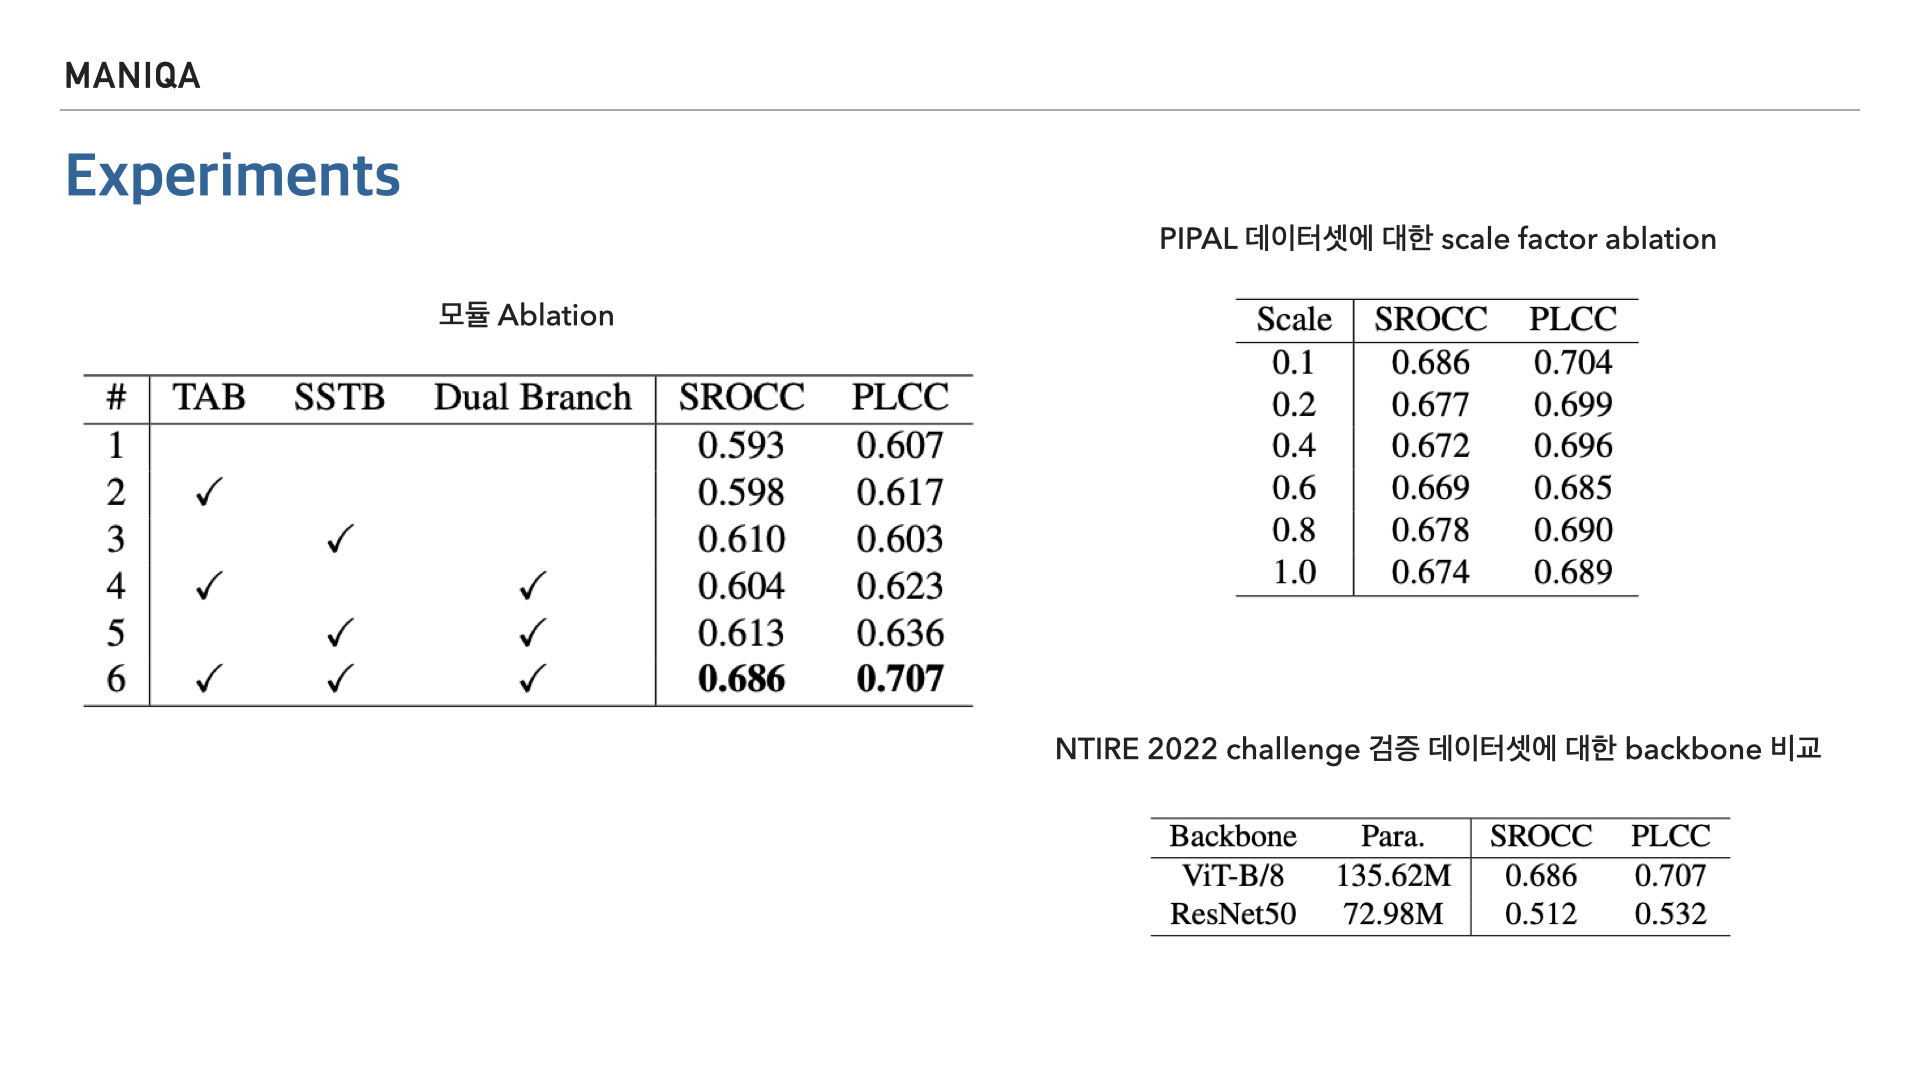 MANIQA
Experiments
모듈 Ablation
# TAB SSTB Dual Branch SROCC PLCC
1 0.593 0.607
2 ✓ 0.598 0.617
3 ✓ 0.610 0.603
4 ✓ ✓ 0.604 0.623
5 ✓ ✓ 0.613 0.636
6 ✓ ✓ ✓ 0.686 0.707
PIPAL 데이터셋에 대한 scale factor ablation
Scale SROCC PLCC
0.1 0.686 0.704
0.2 0.677 0.699
0.4 0.672 0.696
0.6 0.669 0.685
0.8 0.678 0.690
1.0 0.674 0.689
NTIRE 2022 challenge 검증 데이터셋에 대한 backbone 비교
Backbone Para. SROCC PLCC
ViT-B/8 135.62M 0.686 0.707
ResNet50 72.98M 0.512 0.532